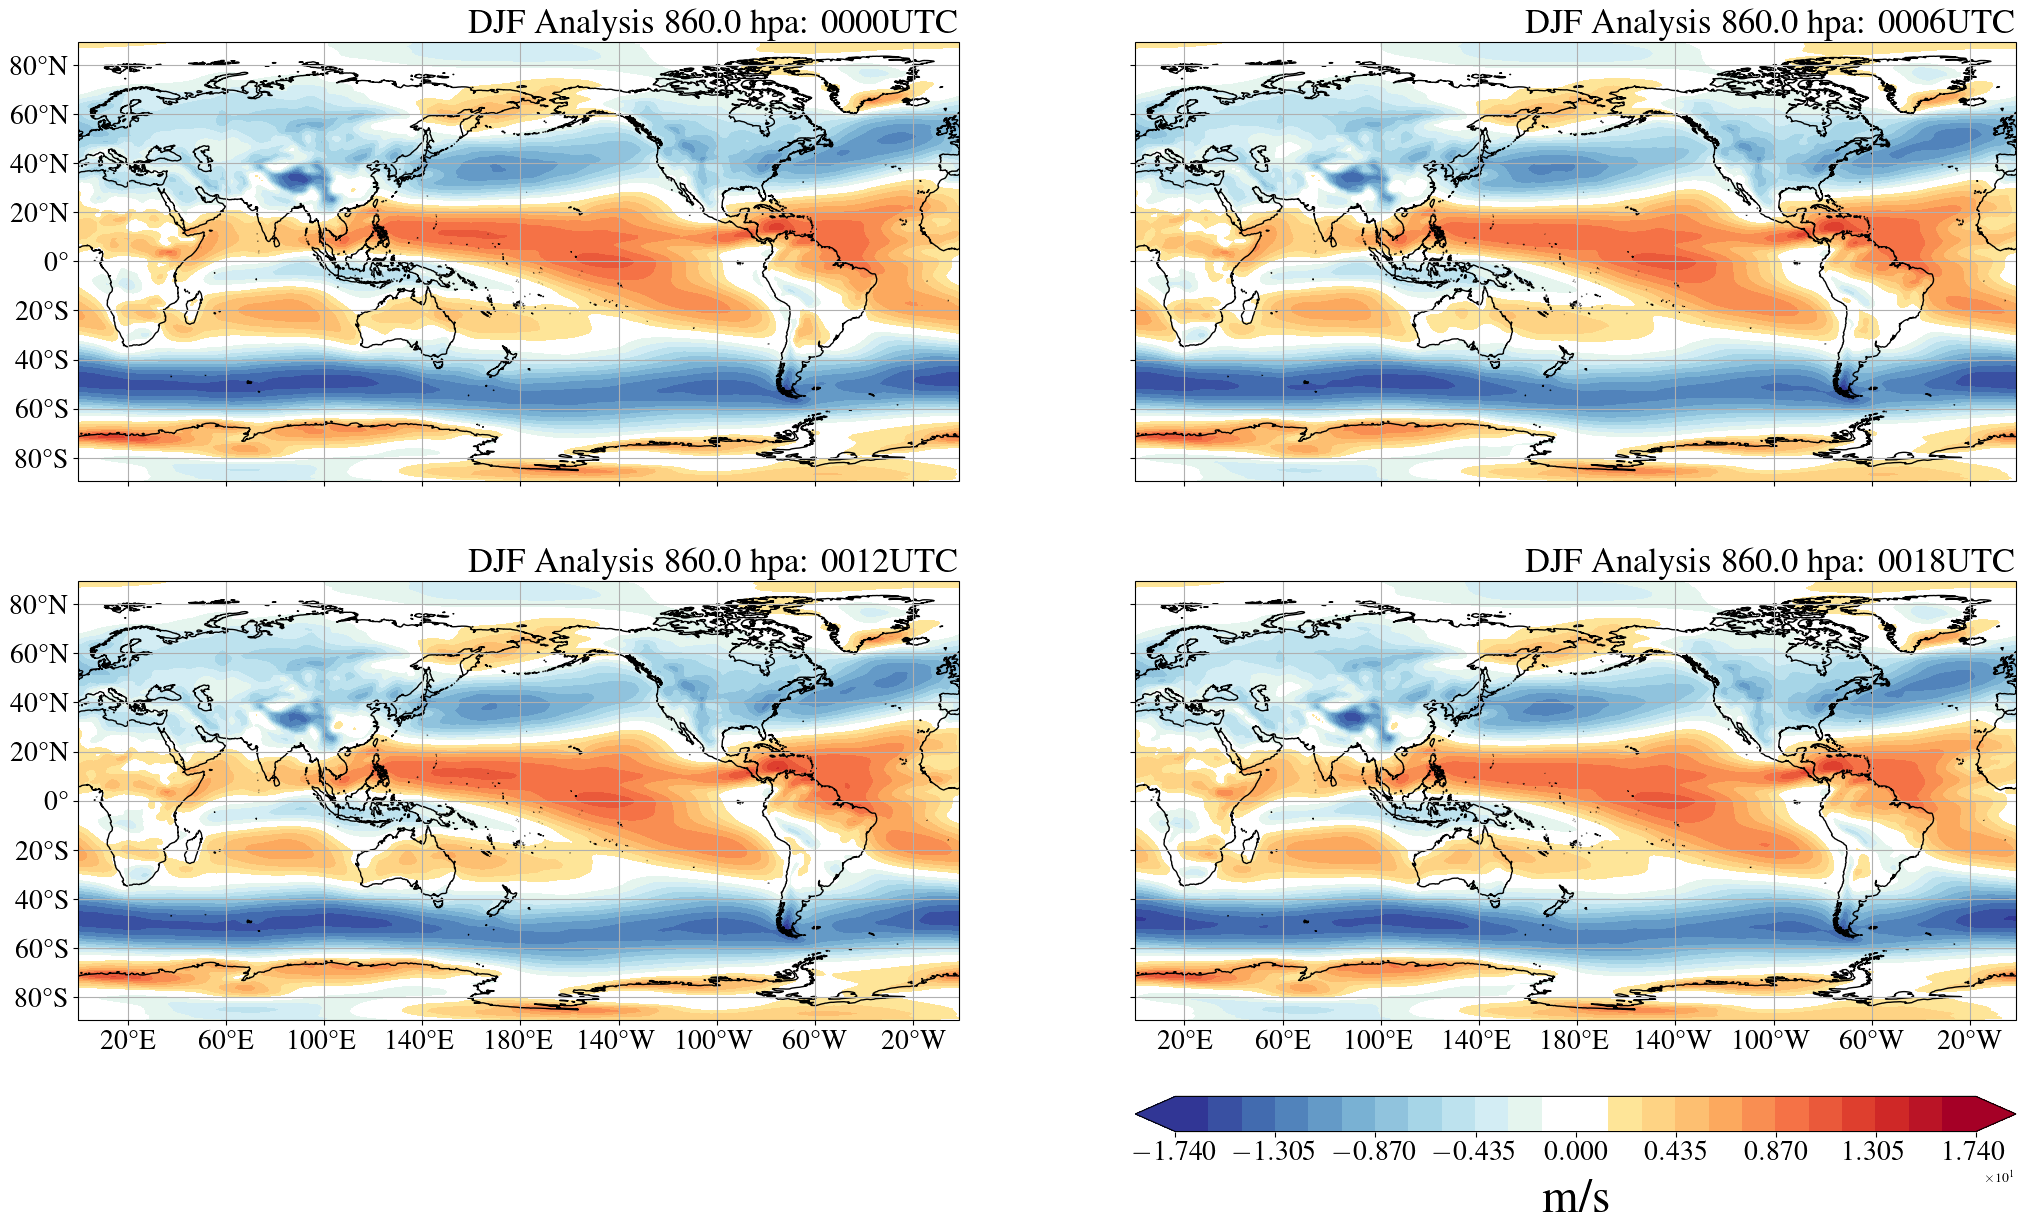 DJF Analysis 860.0 hpa: 0000UTC
DJF Analysis 860.0 hpa: 0006UTC
80°N
60°N
40°N
20°N
0°
20°S
40°S
60°S
80°S
DJF Analysis 860.0 hpa: 0012UTC
DJF Analysis 860.0 hpa: 0018UTC
80°N
60°N
40°N
20°N
0°
20°S
40°S
60°S
80°S
20°E 60°E 100°E 140°E 180°E 140°W 100°W 60°W 20°W
20°E 60°E 100°E 140°E 180°E 140°W 100°W 60°W 20°W
−1.740 −1.305 −0.870 −0.435 0.000 0.435 0.870 1.305 1.740
×10¹
m/s